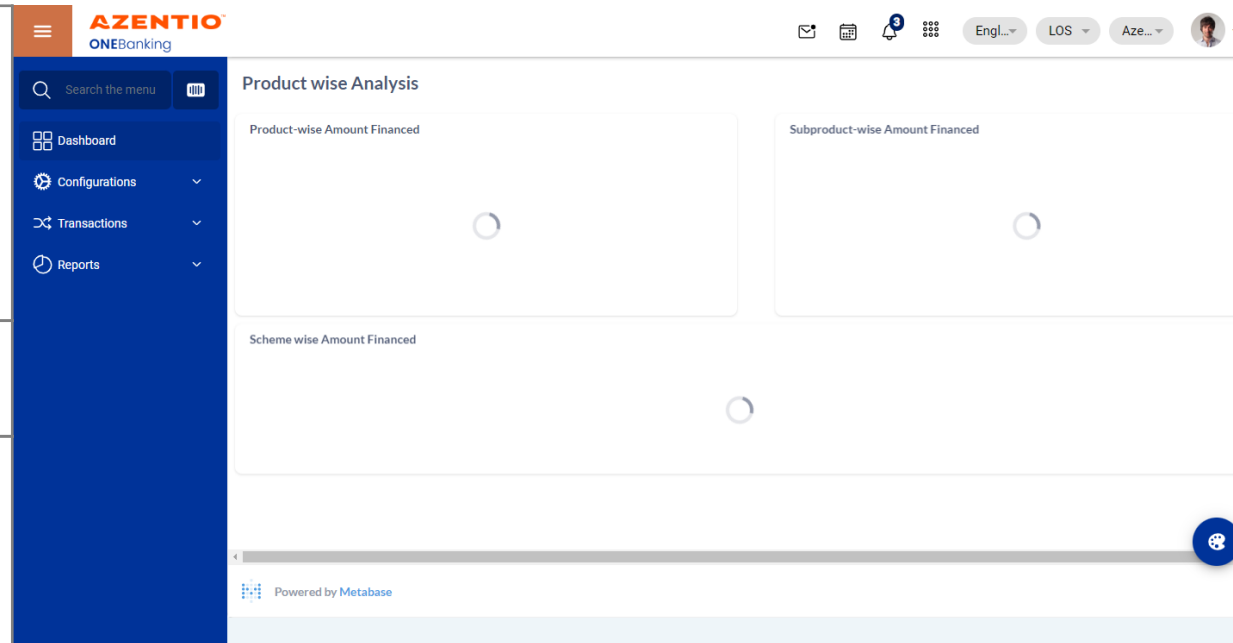 AZENTIO
ONEBanking
3
Engl...
LOS
Aze...
Search the menu
Dashboard
Configurations
Transactions
Reports
Product wise Analysis
Product-wise Amount Financed
Subproduct-wise Amount Financed
Scheme wise Amount Financed
Powered by Metabase